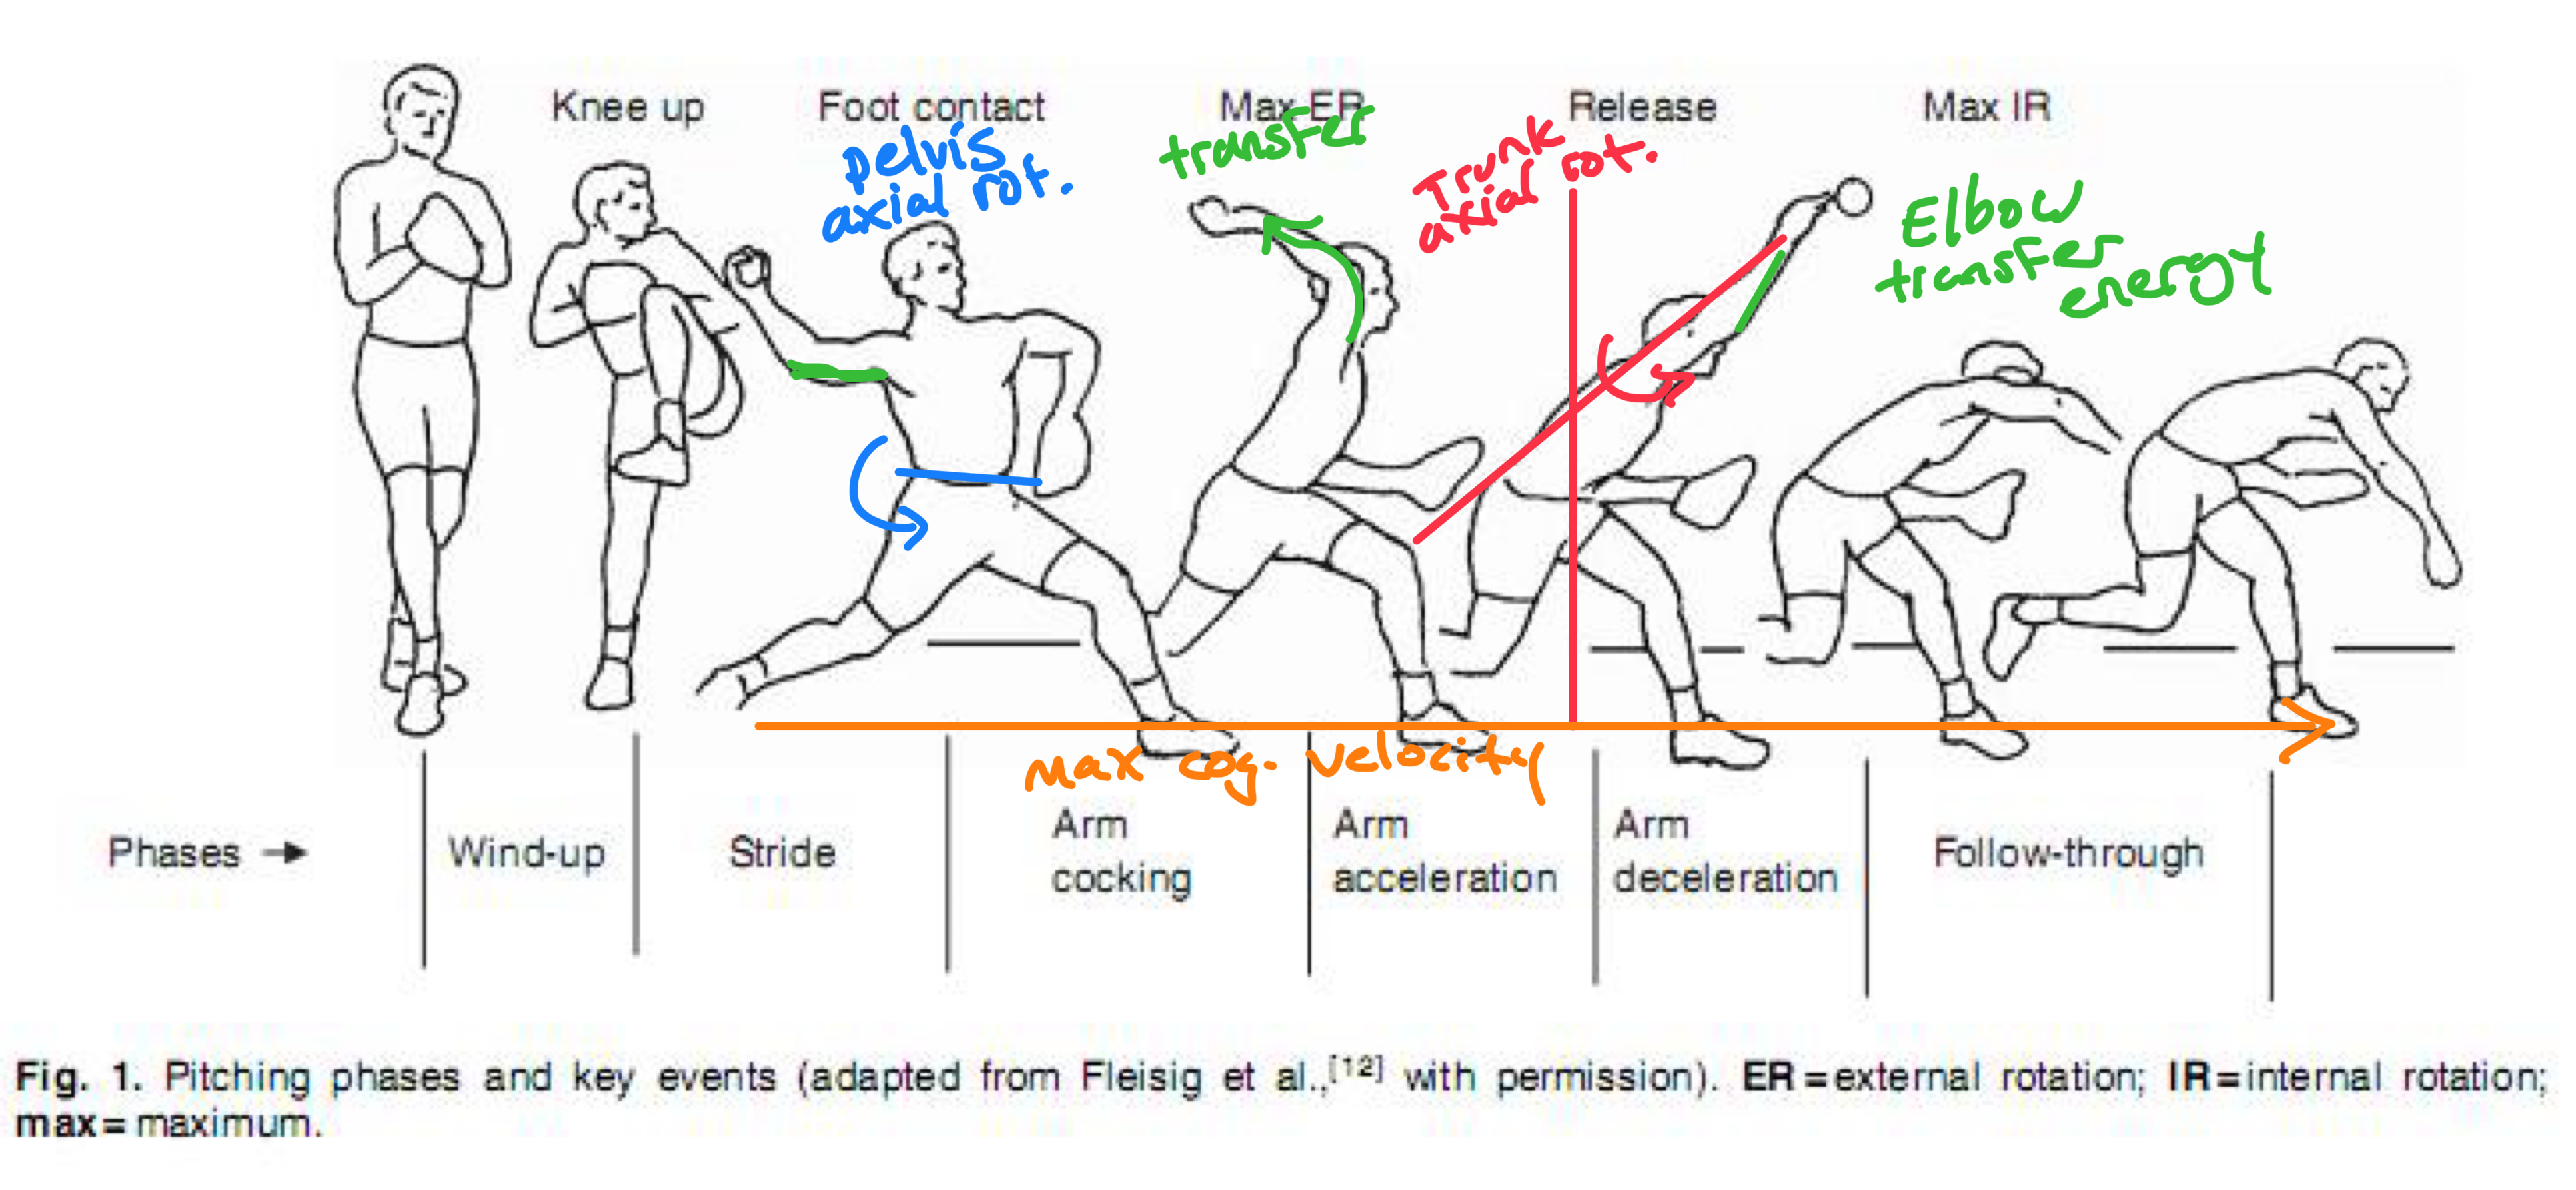 Knee up
Foot contact
Max ER
Release
Max IR
pelvis
axial rot.
transfer
Trunk
axial rot.
Elbow
transfer
energy
max cog. velocity
Phases →
Wind-up
Stride
Arm
cocking
Arm
acceleration
Arm
deceleration
Follow-through
Fig. 1. Pitching phases and key events (adapted from Fleisig et al.,[12] with permission). ER = external rotation; IR = internal rotation;
max = maximum.